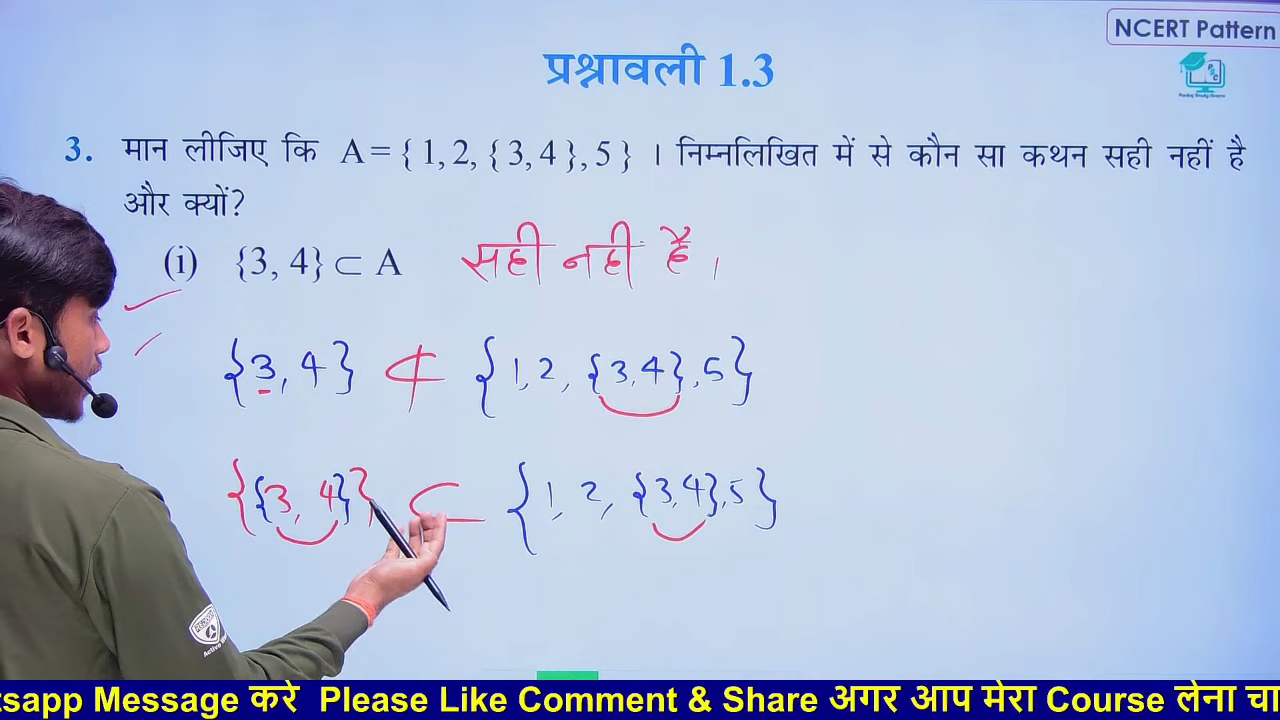 NCERT Pattern
प्रश्नावली 1.3
3. मान लीजिए कि A = { 1, 2, { 3, 4 }, 5 } । निम्नलिखित में से कौन सा कथन सही नहीं है
और क्यों?
(i) {3, 4} ⊂ A सही नही है ।
{3, 4} ⊄ {1, 2, {3, 4}, 5}
{{3, 4}} ⊂ {1, 2, {3, 4}, 5}
tsapp Message करे Please Like Comment & Share अगर आप मेरा Course लेना चा